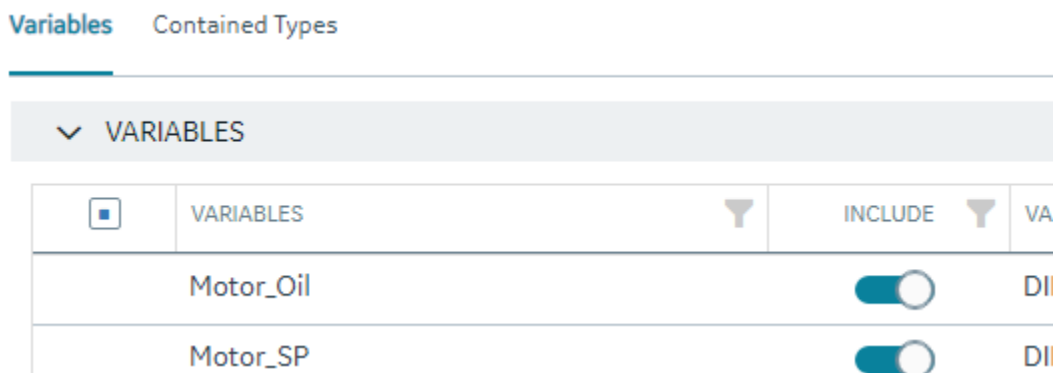 Variables Contained Types
VARIABLES
VARIABLES INCLUDE
Motor_Oil
Motor_SP